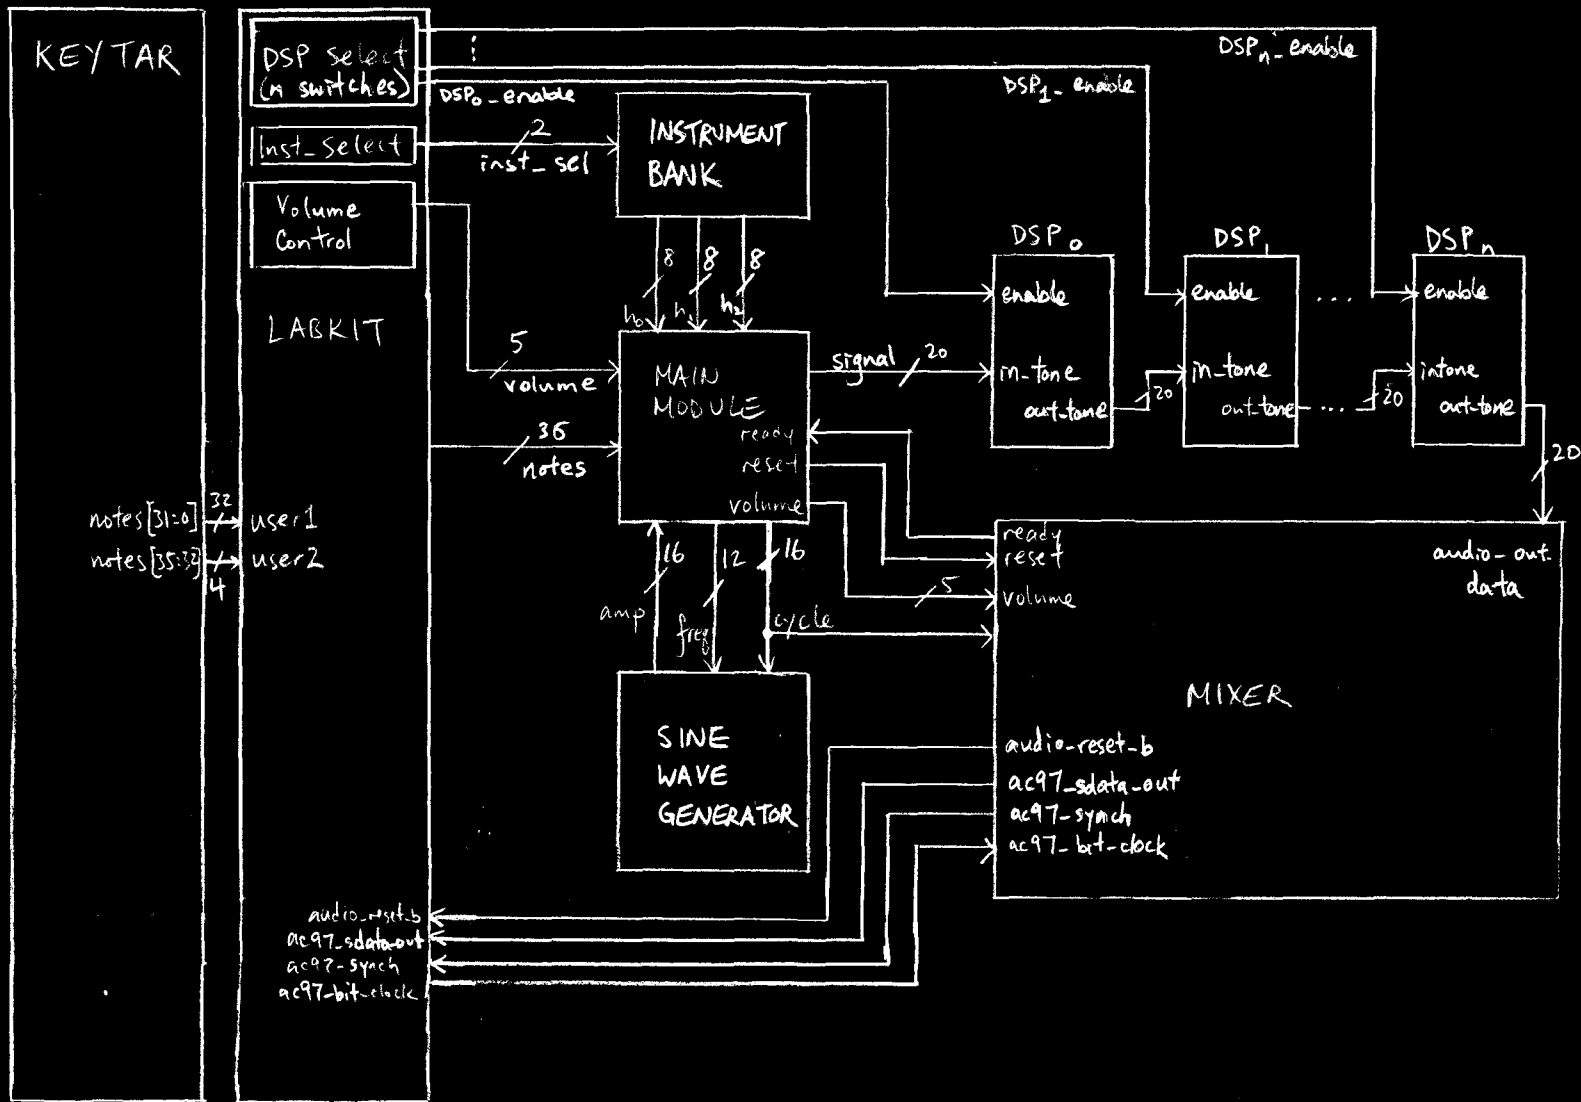 KEYTAR
DSP select
(n switches)
DSP₀_enable
DSP₁_enable
DSPₙ_enable
Inst_Select
2
inst_sel
INSTRUMENT
BANK
Volume
Control
LABKIT
8
8
8
h₀
h₁
h₂
5
volume
36
notes
MAIN
MODULE
ready
reset
volume
signal
20
DSP₀
enable
in_tone
out_tone
20
DSP₁
enable
in_tone
out_tone
...
...
20
DSPₙ
enable
intone
out_tone
20
notes[31:0]
32
user1
notes[35:32]
4
user2
16
12
16
amp
freq
cycle
5
SINE
WAVE
GENERATOR
ready
reset
volume
audio_out_
data
MIXER
audio_reset_b
ac97_sdata_out
ac97_synch
ac97_bit_clock
audio_reset_b
ac97_sdata_out
ac97_synch
ac97_bit_clock